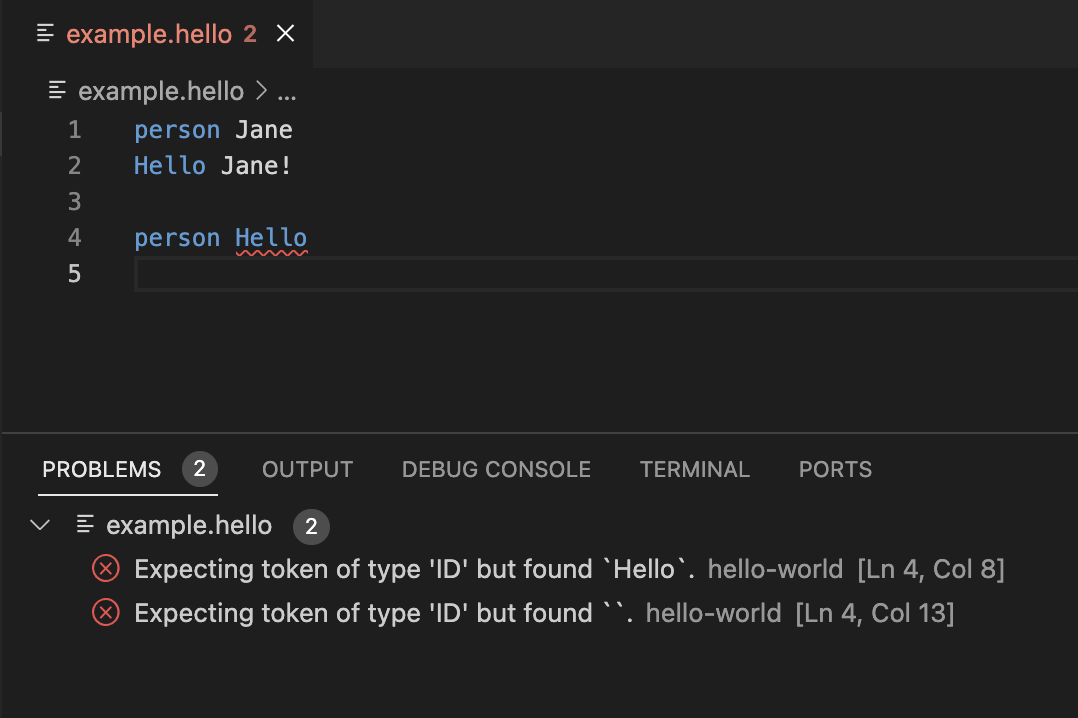 example.hello 2
example.hello > ...
1 person Jane
2 Hello Jane!
3
4 person Hello
5
PROBLEMS 2 OUTPUT DEBUG CONSOLE TERMINAL PORTS
example.hello 2
Expecting token of type 'ID' but found `Hello`. hello-world [Ln 4, Col 8]
Expecting token of type 'ID' but found ``. hello-world [Ln 4, Col 13]